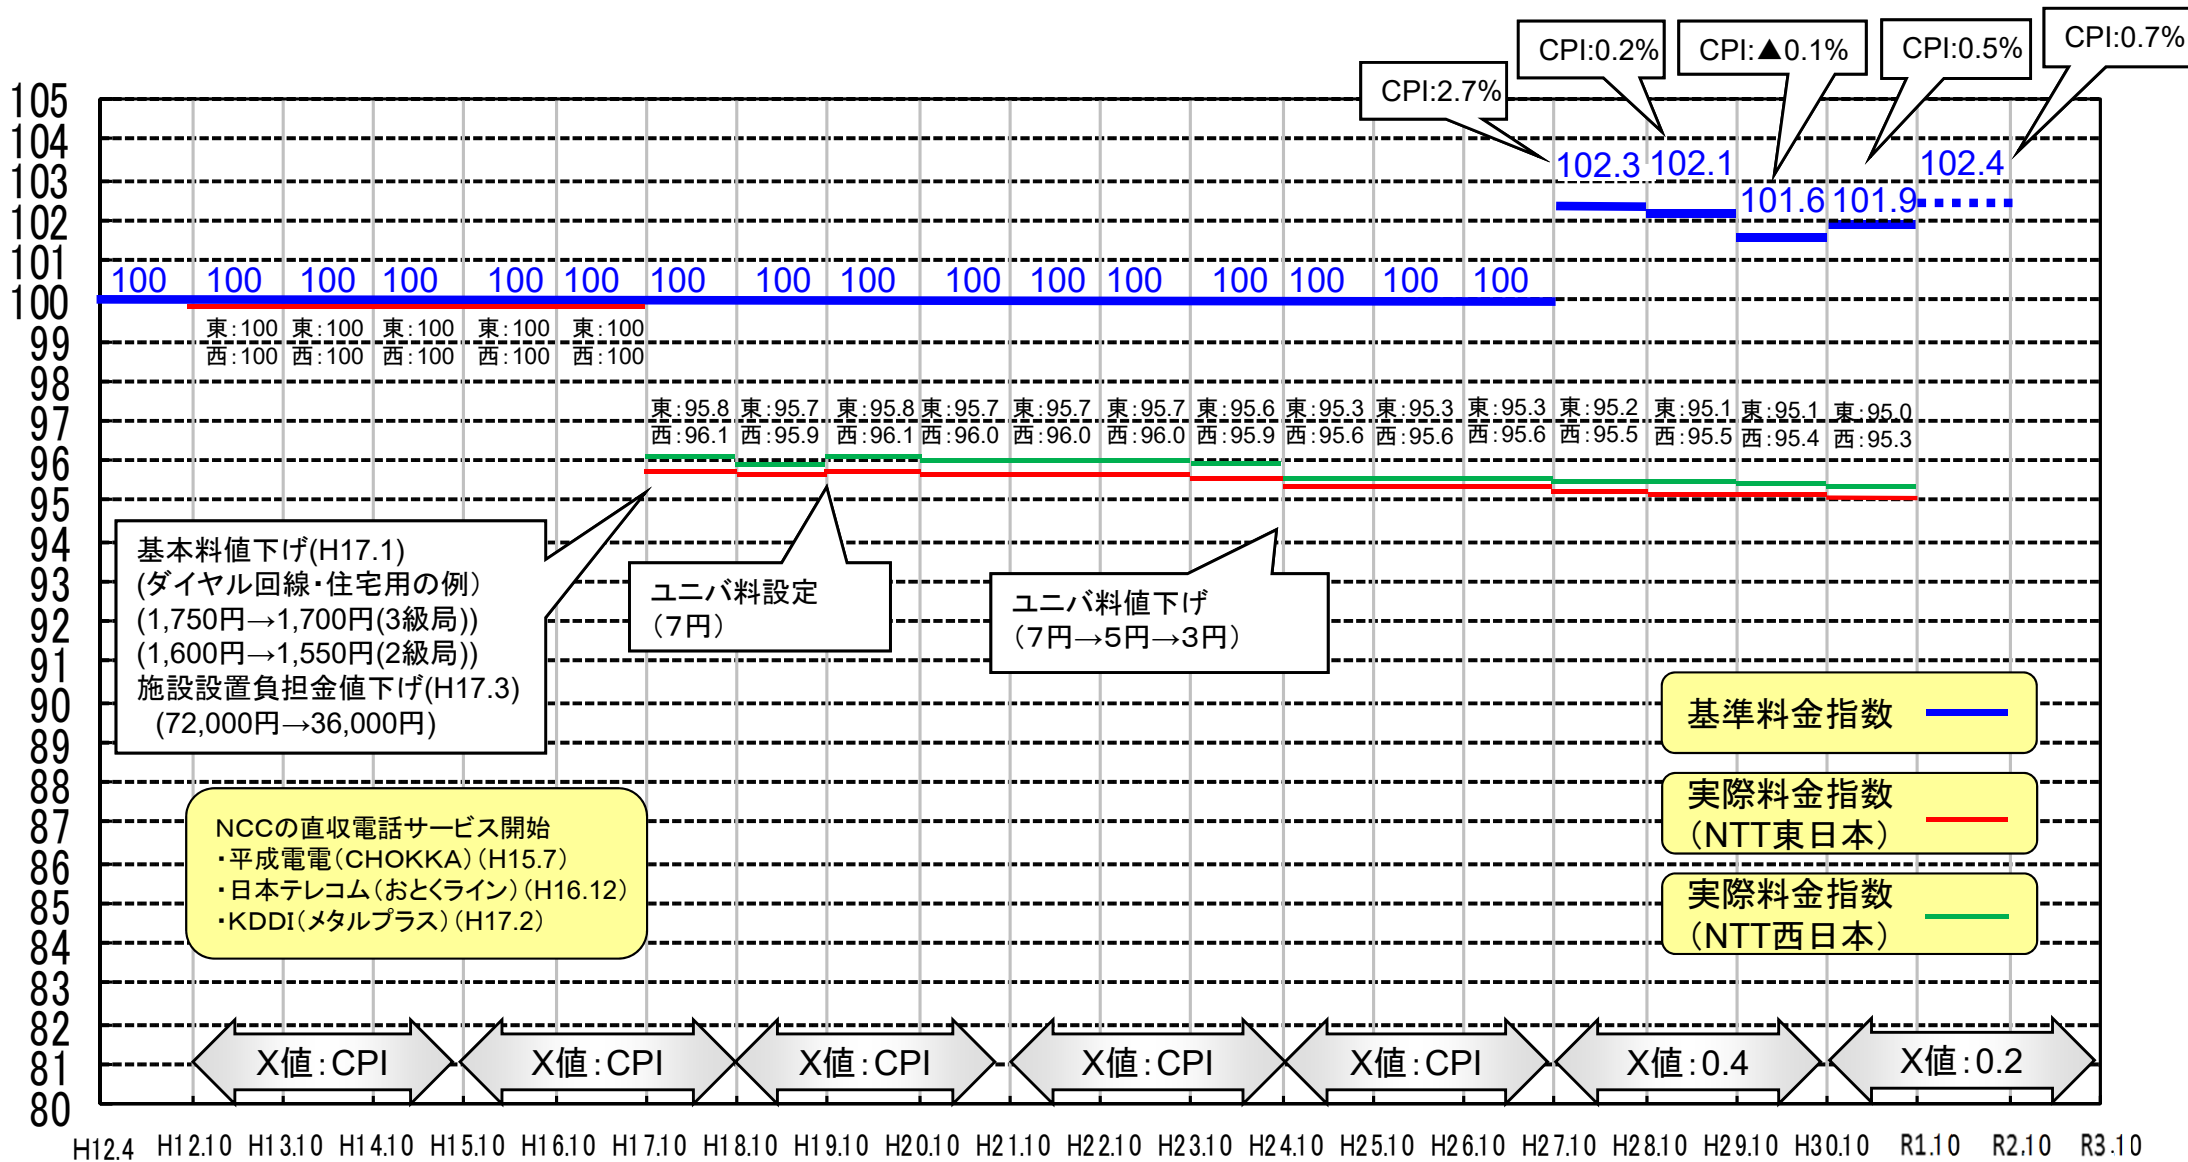 CPI:2.7%
CPI:0.2%
CPI:▲0.1%
CPI:0.5%
CPI:0.7%
105
104
103
102
101
100
99
98
97
96
95
94
93
92
91
90
89
88
87
86
85
84
83
82
81
80
102.3
102.1
101.6
101.9
102.4
100 100 100 100 100 100 100 100 100 100 100 100 100 100 100 100
東:100
西:100
東:100
西:100
東:100
西:100
東:100
西:100
東:100
西:100
東:95.8
西:96.1
東:95.7
西:95.9
東:95.8
西:96.1
東:95.7
西:96.0
東:95.7
西:96.0
東:95.7
西:96.0
東:95.6
西:95.9
東:95.3
西:95.6
東:95.3
西:95.6
東:95.3
西:95.6
東:95.2
西:95.5
東:95.1
西:95.5
東:95.1
西:95.4
東:95.0
西:95.3
基本料値下げ(H17.1)
(ダイヤル回線・住宅用の例)
(1,750円→1,700円(3級局))
(1,600円→1,550円(2級局))
施設設置負担金値下げ(H17.3)
(72,000円→36,000円)
ユニバ料設定
(7円)
ユニバ料値下げ
(7円→5円→3円)
基準料金指数
実際料金指数
(NTT東日本)
実際料金指数
(NTT西日本)
NCCの直収電話サービス開始
・平成電電(CHOKKA)(H15.7)
・日本テレコム(おとくライン)(H16.12)
・KDDI(メタルプラス)(H17.2)
X値:CPI
X値:CPI
X値:CPI
X値:CPI
X値:CPI
X値:0.4
X値:0.2
H12.4 H12.10 H13.10 H14.10 H15.10 H16.10 H17.10 H18.10 H19.10 H20.10 H21.10 H22.10 H23.10 H24.10 H25.10 H26.10 H27.10 H28.10 H29.10 H30.10 R1.10 R2.10 R3.10